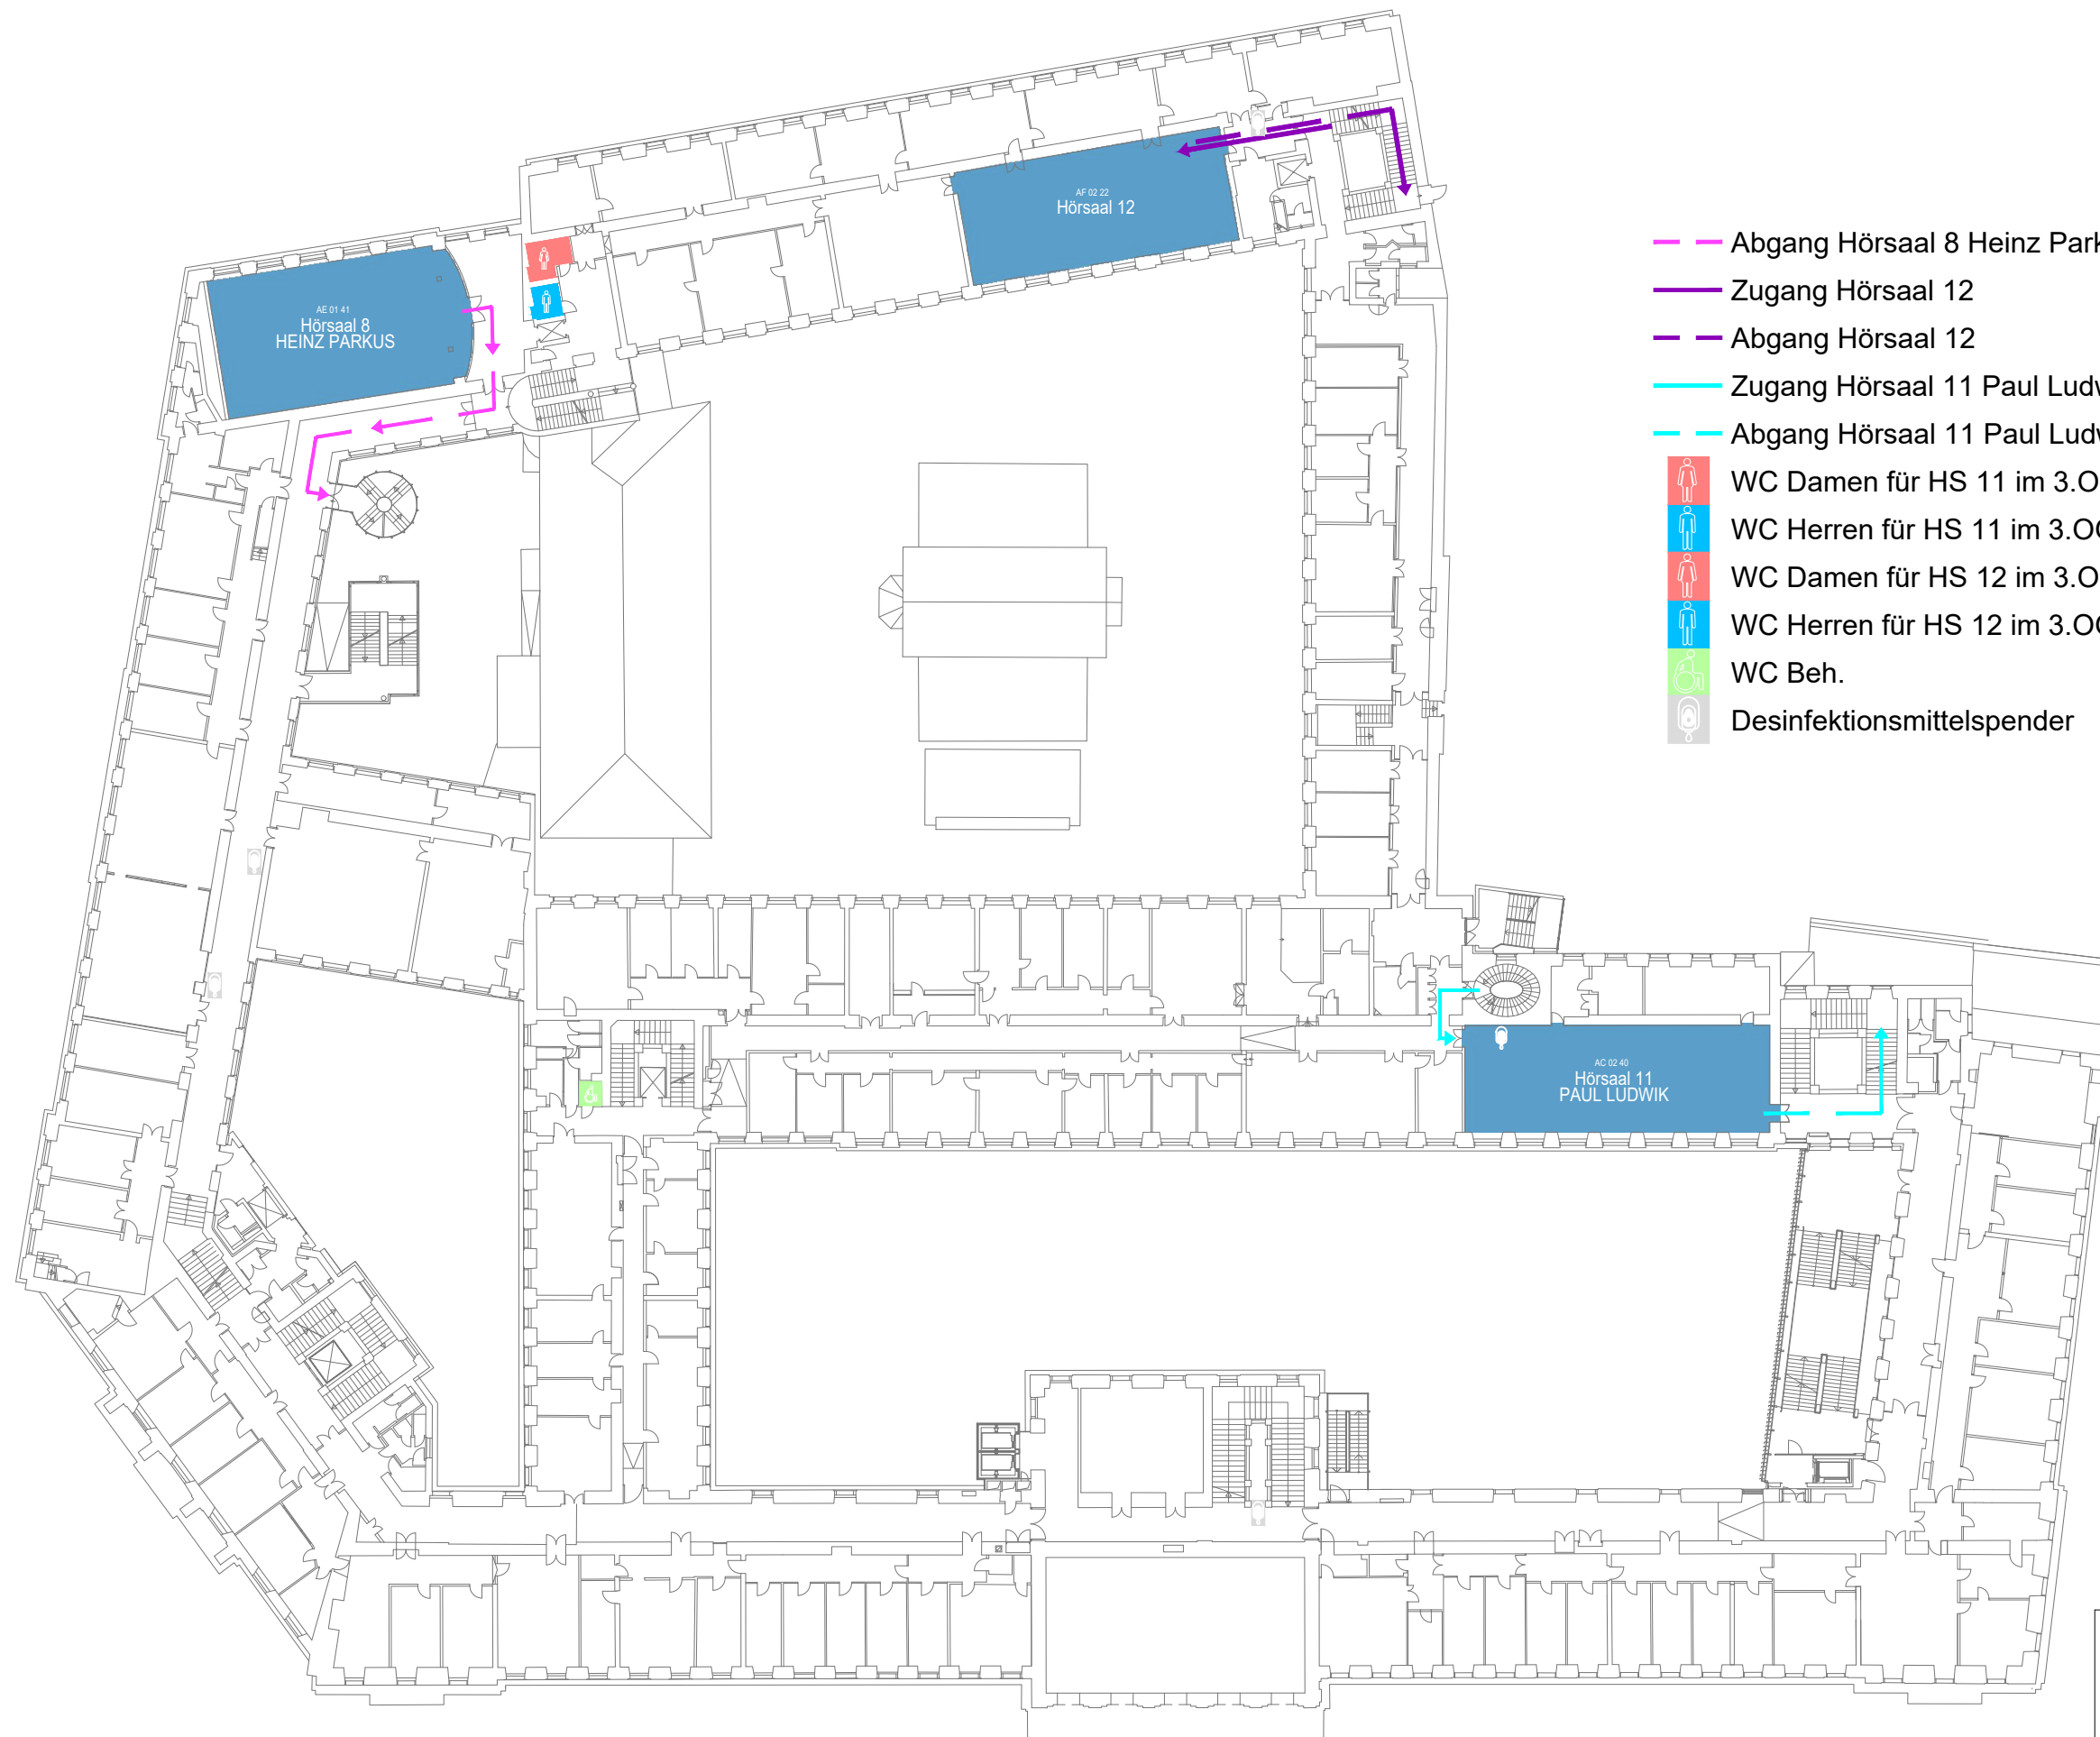 AF 02 22
Hörsaal 12
AE 01 41
Hörsaal 8
HEINZ PARKUS
Abgang Hörsaal 8 Heinz Park
Zugang Hörsaal 12
Abgang Hörsaal 12
Zugang Hörsaal 11 Paul Ludw
Abgang Hörsaal 11 Paul Ludw
WC Damen für HS 11 im 3.O
WC Herren für HS 11 im 3.OG
WC Damen für HS 12 im 3.O
WC Herren für HS 12 im 3.OG
WC Beh.
Desinfektionsmittelspender
AC 02 40
Hörsaal 11
PAUL LUDWIK